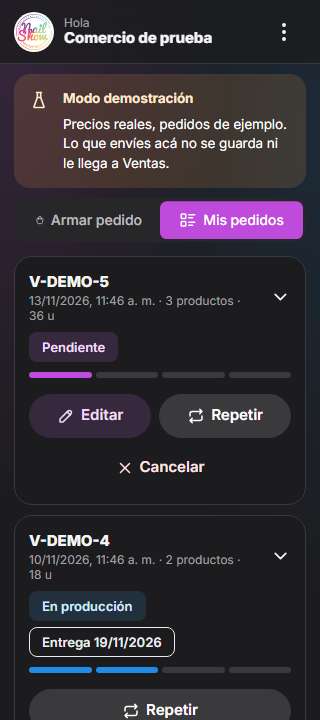 Nail
Show
Hola
Comercio de prueba
Modo demostración
Precios reales, pedidos de ejemplo.
Lo que envíes acá no se guarda ni
le llega a Ventas.
Armar pedido
Mis pedidos
V-DEMO-5
13/11/2026, 11:46 a. m. · 3 productos ·
36 u
Pendiente
Editar
Repetir
Cancelar
V-DEMO-4
10/11/2026, 11:46 a. m. · 2 productos ·
18 u
En producción
Entrega 19/11/2026
Repetir